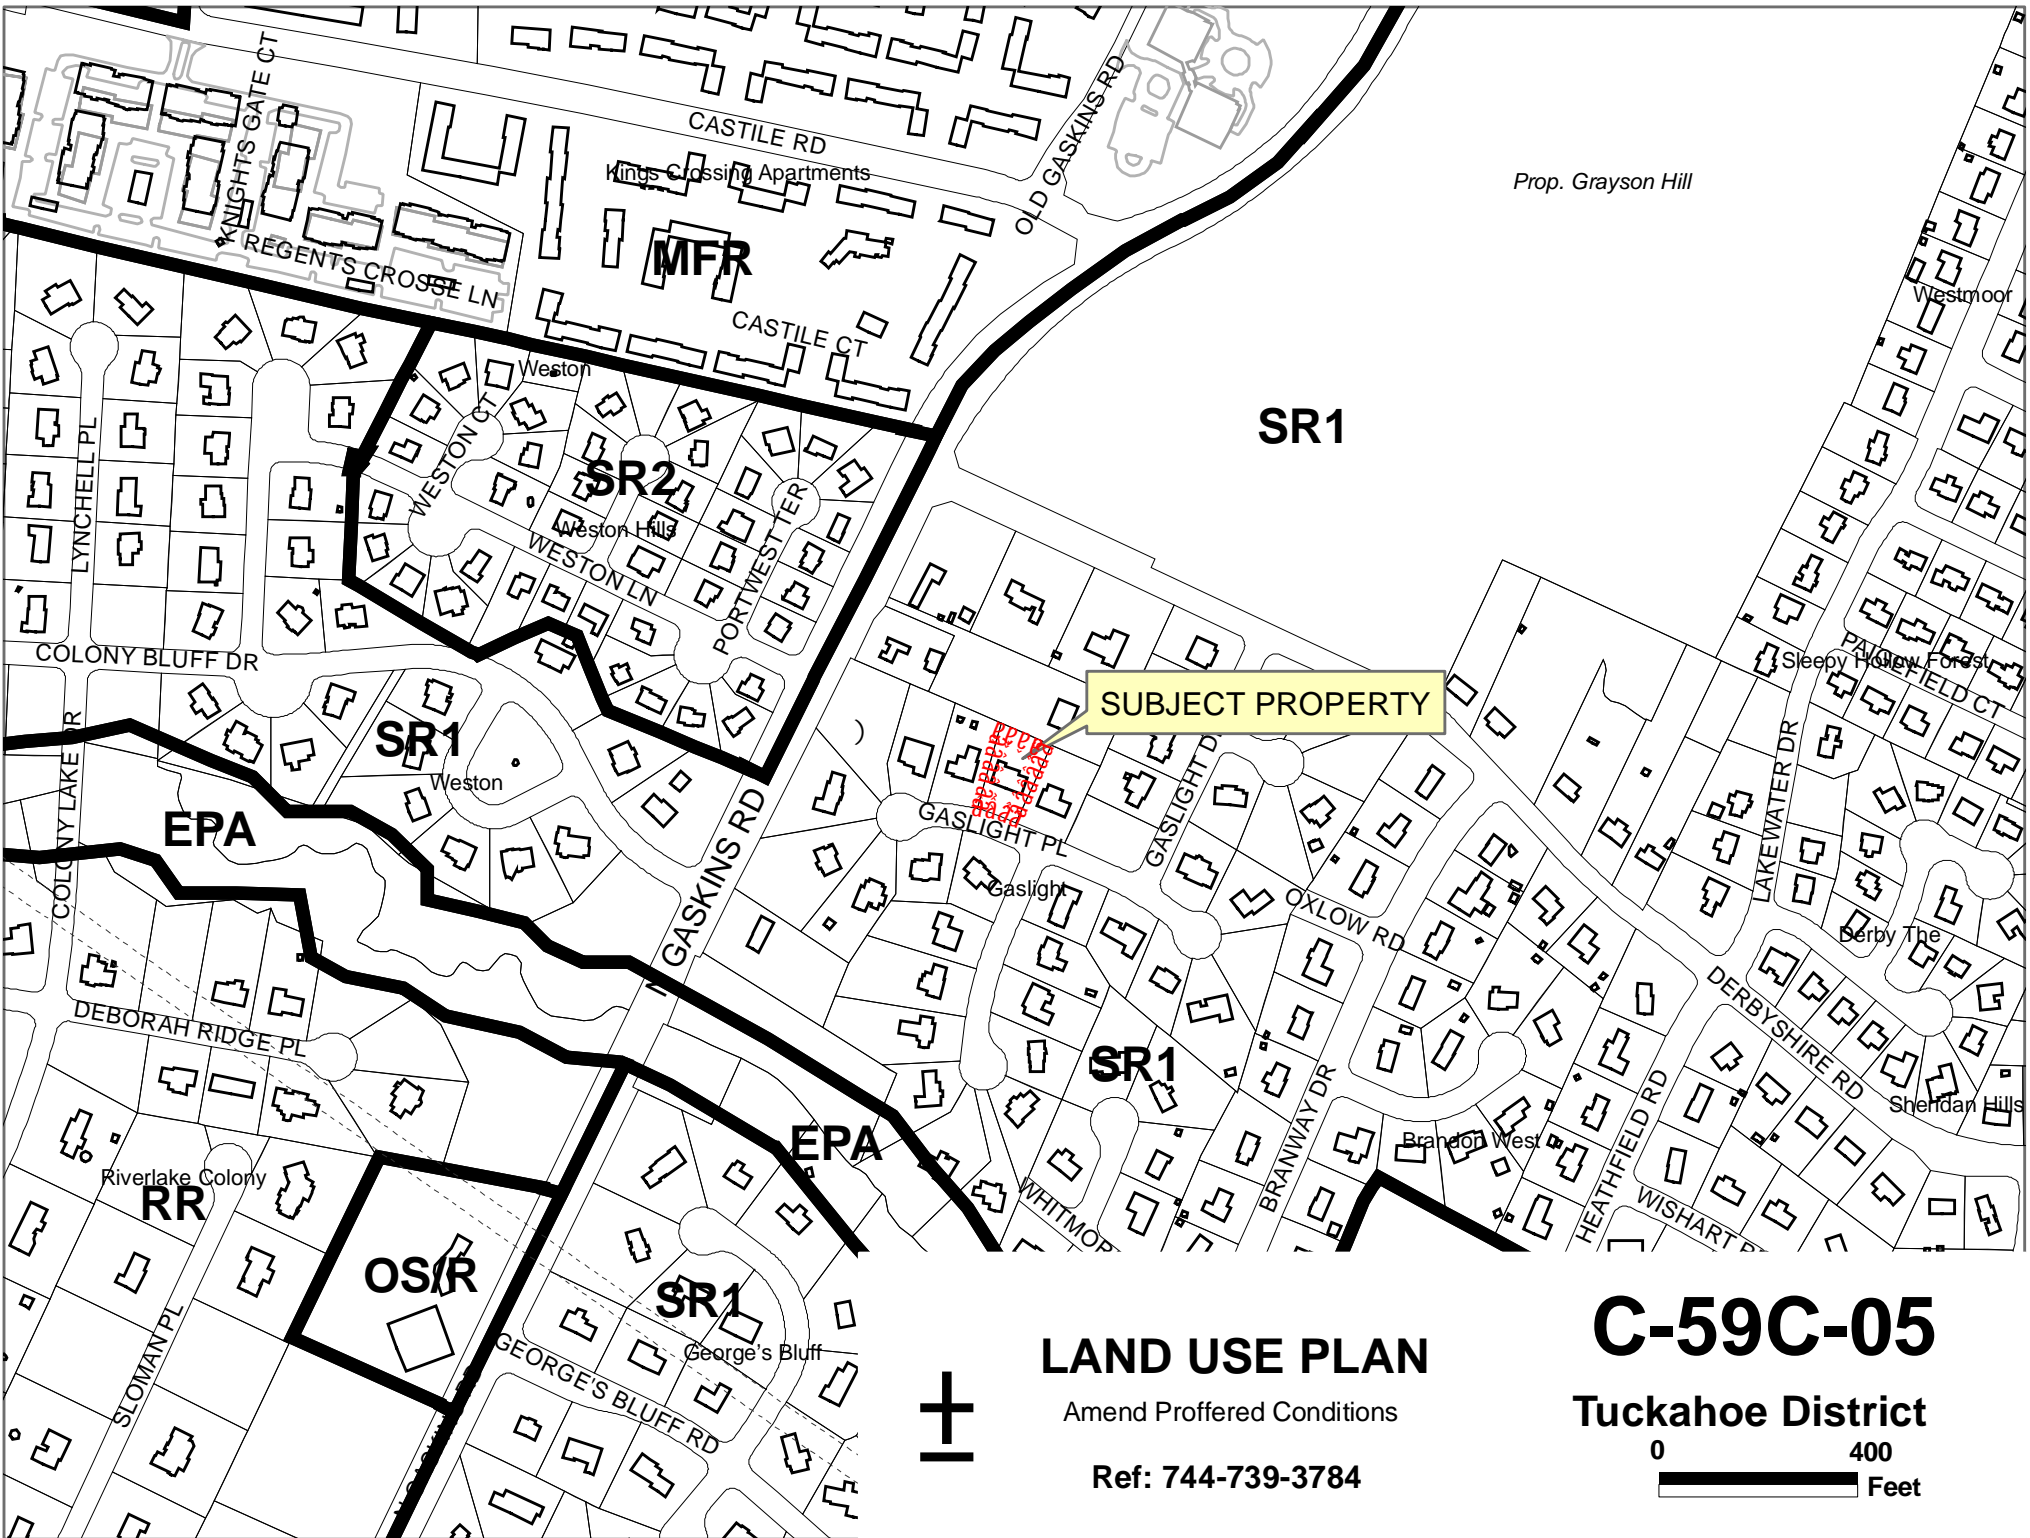 KNIGHTS GATE CT
CASTILE RD
OLD GASKINS RD
Kings Crossing Apartments
Prop. Grayson Hill
REGENTS CROSSE LN
MFR
CASTILE CT
Westmoor
Weston
SR1
LYNCHELL PL
WESTON CT
SR2
Weston Hills
WESTON LN
PORTWEST TER
COLONY BLUFF DR
SUBJECT PROPERTY
Sleepy Hollow Forest
SR1
Weston
COLONY LAKE DR
EPA
N GASKINS RD
GASLIGHT PL
GASLIGHT DR
Gaslight
OXLOW RD
LAKEWATER DR
Derby The
DERBYSHIRE RD
DEBORAH RIDGE PL
SR1
EPA
BRANWAY DR
Brandon West
HEATHFIELD RD
Sheridan Hills
Riverlake Colony
RR
WHITMOR
WISHART
OS/R
SR1
SLOMAN PL
George's Bluff
GEORGE'S BLUFF RD
LAND USE PLAN
Amend Proffered Conditions
Ref: 744-739-3784
C-59C-05
Tuckahoe District
0 400
Feet